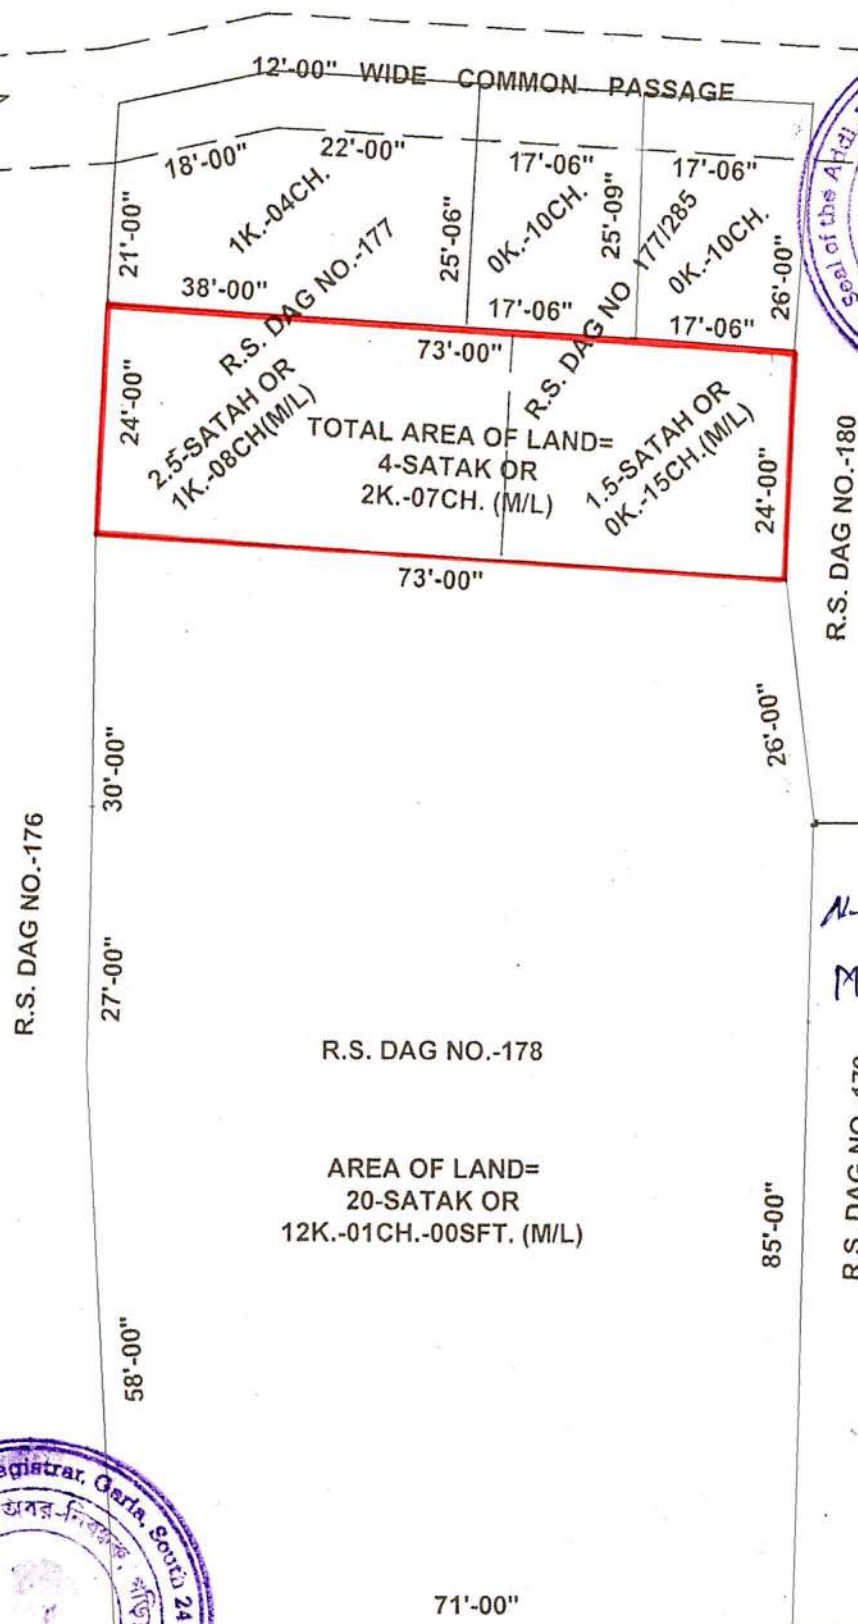 12'-00" WIDE COMMON PASSAGE
18'-00"
22'-00"
17'-06"
17'-06"
21'-00"
1K.-04CH.
25'-06"
0K.-10CH.
25'-09"
0K.-10CH.
26'-00"
38'-00"
R.S. DAG NO.-177
17'-06"
R.S. DAG NO 177/285
17'-06"
73'-00"
24'-00"
2.5-SATAH OR
1K.-08CH(M/L)
TOTAL AREA OF LAND=
4-SATAK OR
2K.-07CH. (M/L)
1.5-SATAH OR
0K.-15CH.(M/L)
24'-00"
73'-00"
R.S. DAG NO.-180
26'-00"
30'-00"
R.S. DAG NO.-176
27'-00"
R.S. DAG NO.-178
AREA OF LAND=
20-SATAK OR
12K.-01CH.-00SFT. (M/L)
85'-00"
R.S. DAG NO.
58'-00"
71'-00"
Seal of the Addl
Garia, South 24